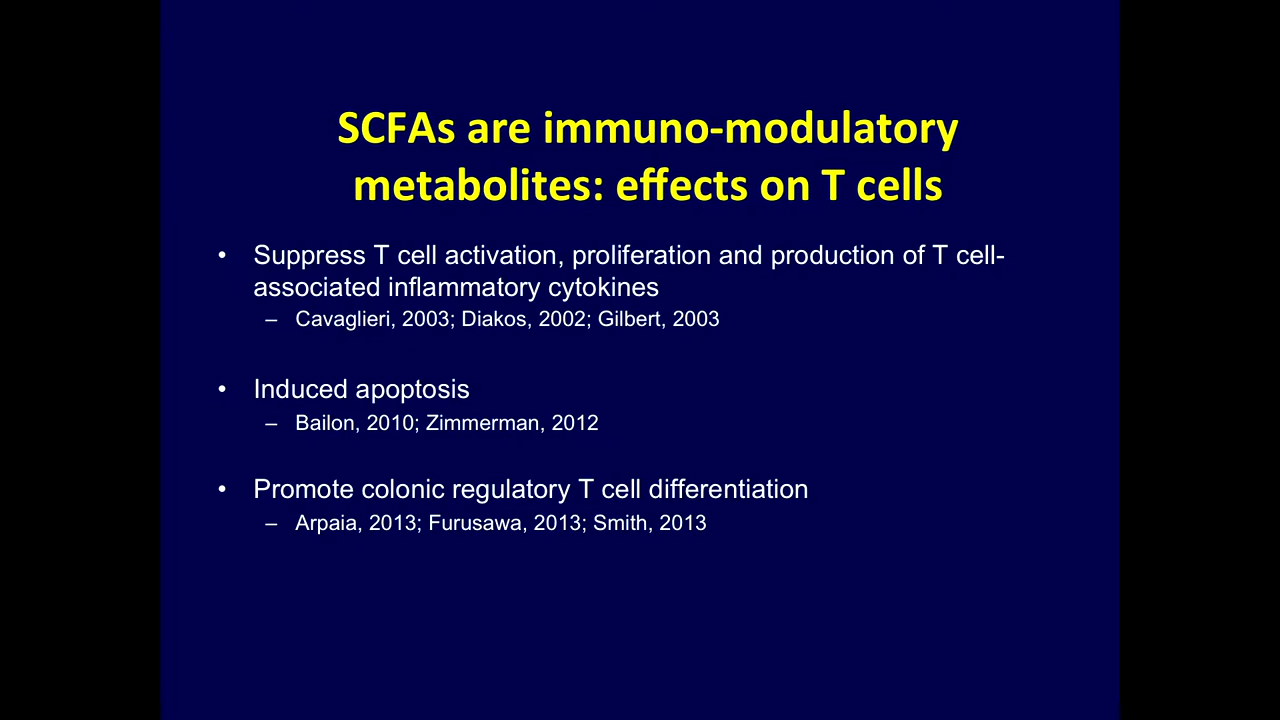 SCFAs are immuno-modulatory
metabolites: effects on T cells
• Suppress T cell activation, proliferation and production of T cell-
associated inflammatory cytokines
– Cavaglieri, 2003; Diakos, 2002; Gilbert, 2003
• Induced apoptosis
– Bailon, 2010; Zimmerman, 2012
• Promote colonic regulatory T cell differentiation
– Arpaia, 2013; Furusawa, 2013; Smith, 2013